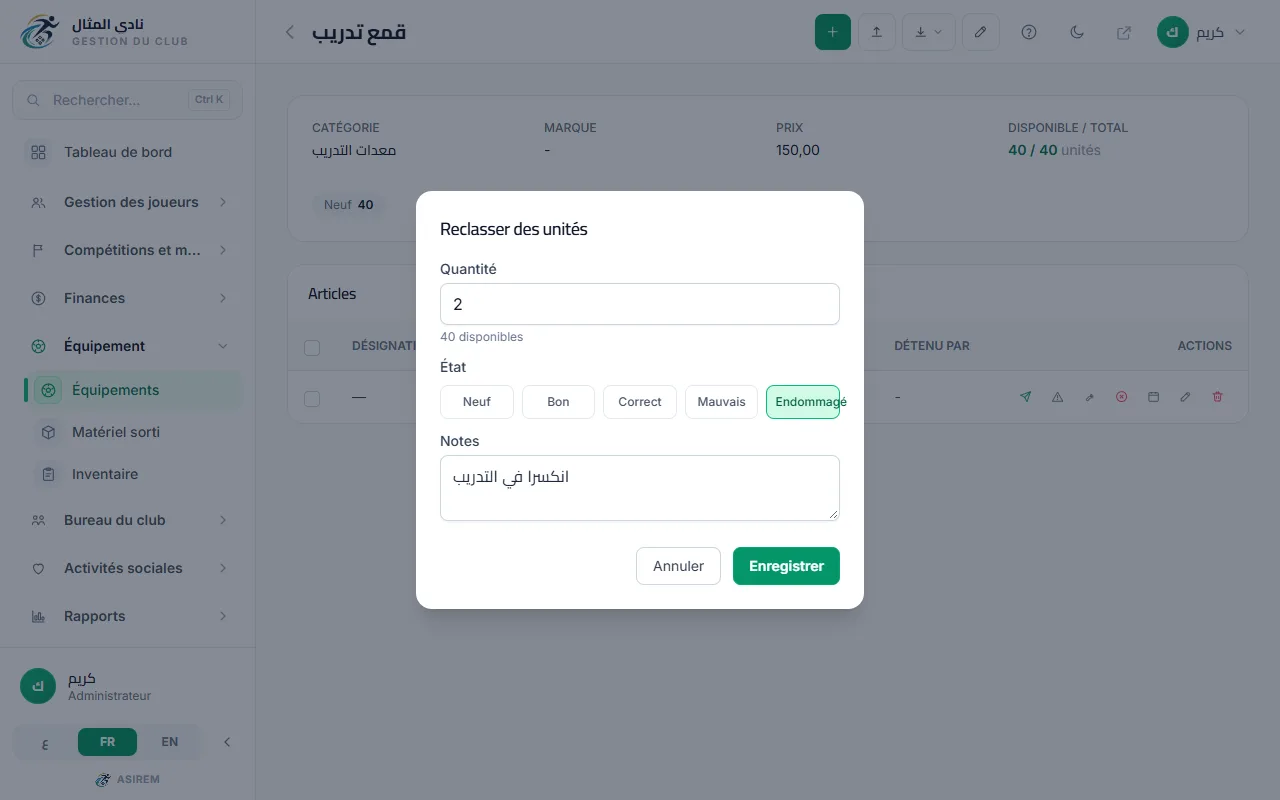 نادي المثال
GESTION DU CLUB
Rechercher...
Ctrl K
Tableau de bord
Gestion des joueurs
Compétitions et m...
Finances
Équipement
Équipements
Matériel sorti
Inventaire
Bureau du club
Activités sociales
Rapports
ك
كريم
Administrateur
ع
FR
EN
ASIREM
قمع تدريب
ك
كريم
CATÉGORIE
MARQUE
PRIX
DISPONIBLE / TOTAL
معدات التدريب
-
150,00
40 / 40 unités
Neuf 40
Articles
DÉSIGNATI
DÉTENU PAR
ACTIONS
—
-
Reclasser des unités
Quantité
2
40 disponibles
État
Neuf
Bon
Correct
Mauvais
Endommagé
Notes
انكسرا في التدريب
Annuler
Enregistrer